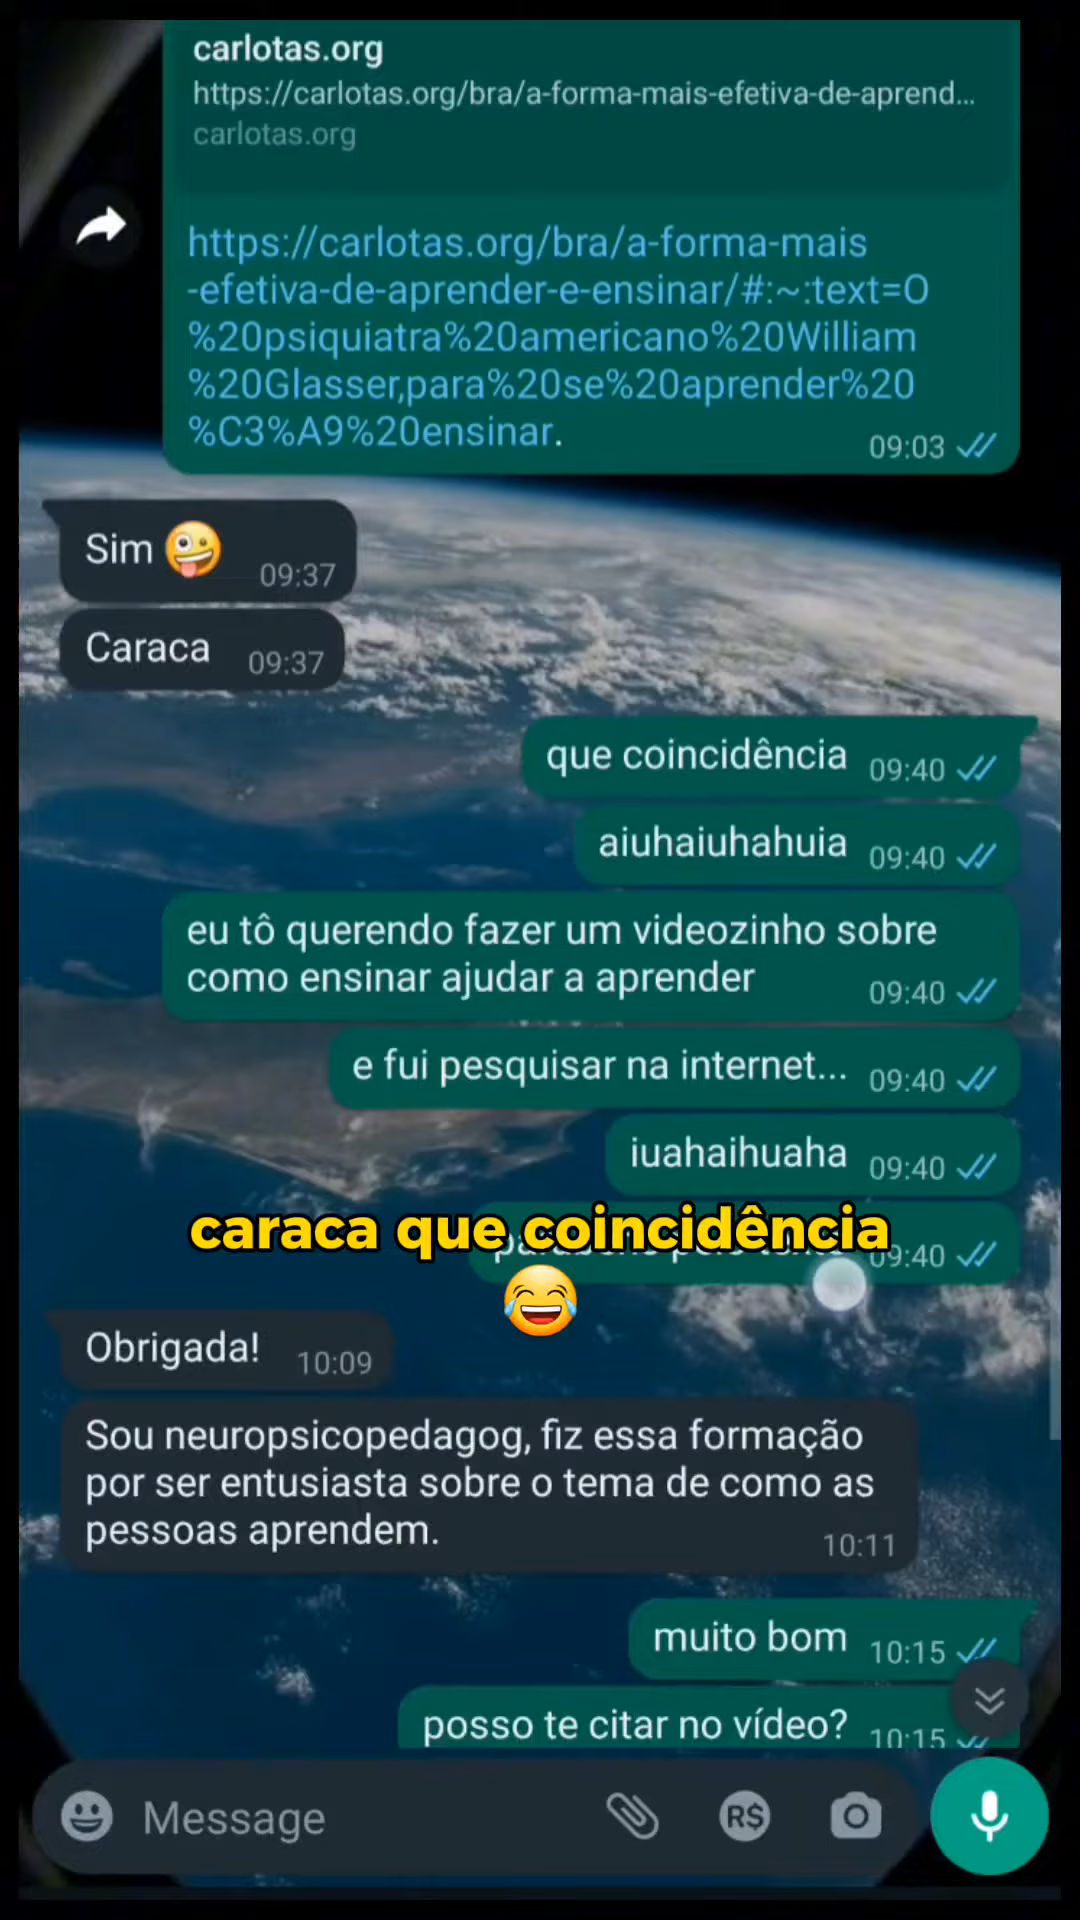 carlotas.org
https://carlotas.org/bra/a-forma-mais-efetiva-de-aprend...
carlotas.org
https://carlotas.org/bra/a-forma-mais
-efetiva-de-aprender-e-ensinar/#:~:text=O
%20psiquiatra%20americano%20William
%20Glasser,para%20se%20aprender%20
%C3%A9%20ensinar.
09:03
Sim 🤪 09:37
Caraca 09:37
que coincidência 09:40
aiuhaiuhahuia 09:40
eu tô querendo fazer um videozinho sobre
como ensinar ajudar a aprender
09:40
e fui pesquisar na internet... 09:40
iuahaihuaha 09:40
caraca que coincidência
09:40
😂
Obrigada! 10:09
Sou neuropsicopedagog, fiz essa formação
por ser entusiasta sobre o tema de como as
pessoas aprendem.
10:11
muito bom 10:15
posso te citar no vídeo? 10:15
Message
R$